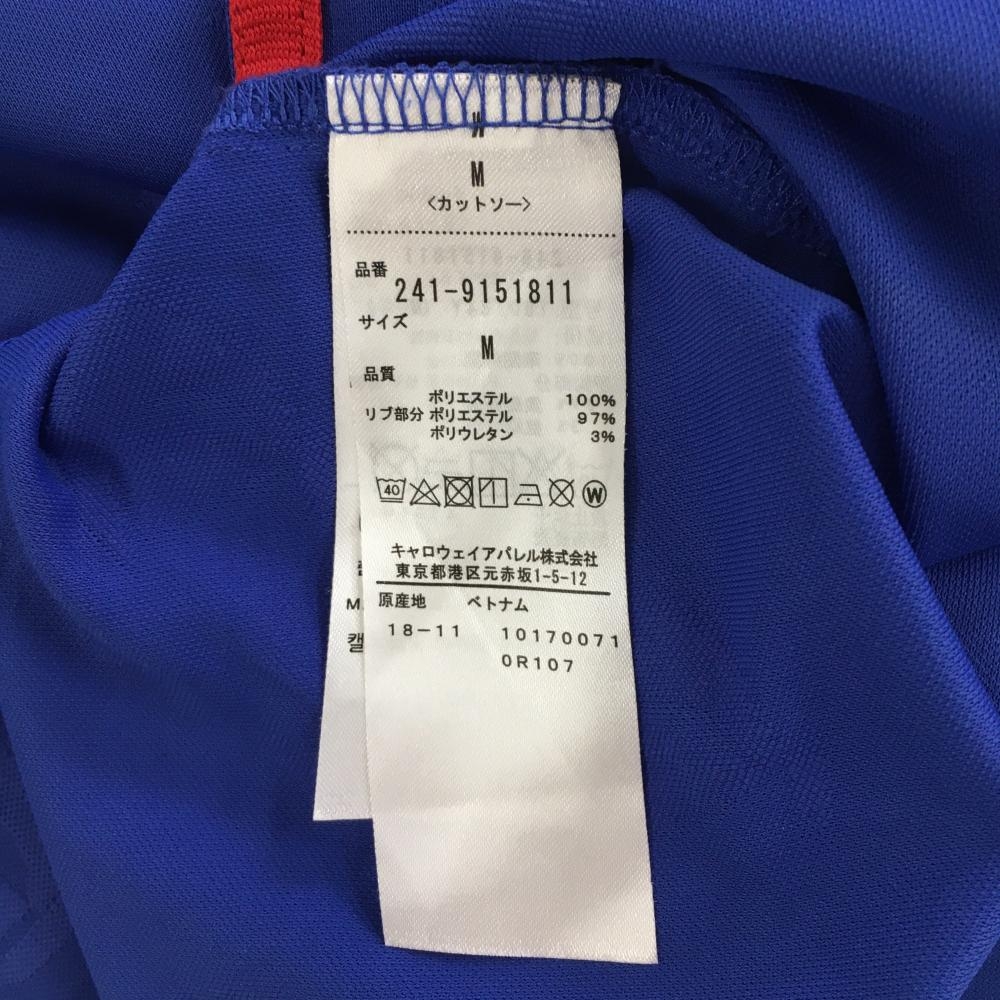 M
〈カットソー〉
品番
241-9151811
サイズ
M
品質
ポリエステル 100%
リブ部分 ポリエステル 97%
ポリウレタン 3%
40
W
キャロウェイアパレル株式会社
東京都港区元赤坂1-5-12
原産地 ベトナム
18-11 10170071
0R107